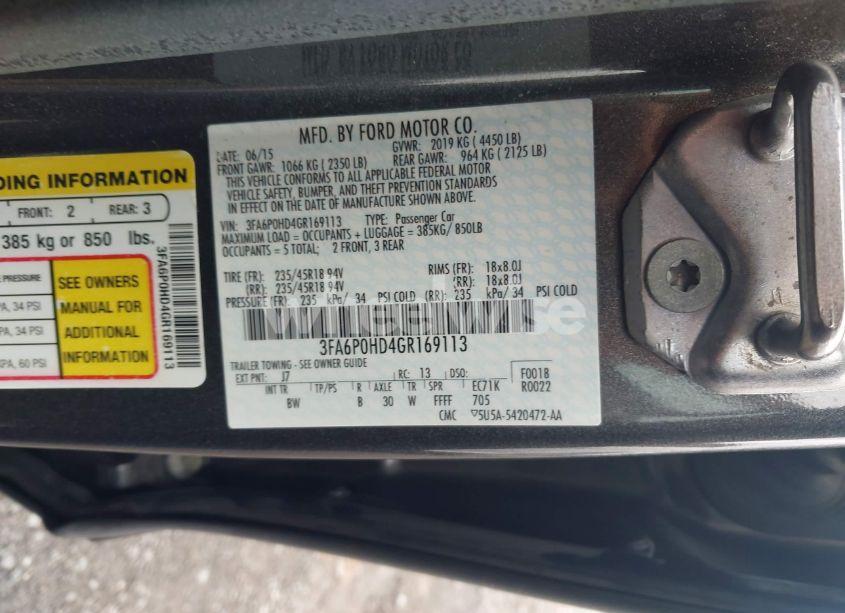 DING INFORMATION
FRONT: 2 REAR: 3
385 kg or 850 lbs.
PRESSURE
PA, 34 PSI
PA, 34 PSI
KPA, 60 PSI
SEE OWNERS
MANUAL FOR
ADDITIONAL
INFORMATION
3FA6P0HD4GR169113
MFD. BY FORD MOTOR CO.
DATE: 06/15 GVWR: 2019 KG ( 4450 LB)
FRONT GAWR: 1066 KG ( 2350 LB) REAR GAWR: 964 KG ( 2125 LB)
THIS VEHICLE CONFORMS TO ALL APPLICABLE FEDERAL MOTOR
VEHICLE SAFETY, BUMPER, AND THEFT PREVENTION STANDARDS
IN EFFECT ON THE DATE OF MANUFACTURE SHOWN ABOVE.
VIN: 3FA6P0HD4GR169113 TYPE: Passenger Car
MAXIMUM LOAD = OCCUPANTS + LUGGAGE = 385KG/ 850LB
OCCUPANTS = 5 TOTAL; 2 FRONT, 3 REAR
TIRE (FR): 235/45R18 94V RIMS (FR): 18x8.0J
(RR): 235/45R18 94V (RR): 18x8.0J
PRESSURE (FR): 235 kPa/ 34 PSI COLD (RR): 235 kPa/ 34 PSI COLD
wheelwise
3FA6P0HD4GR169113
TRAILER TOWING - SEE OWNER GUIDE
EXT PNT: J7 RC: 13 DSO: F001B
INT TR TP/PS R AXLE TR SPR EC71K R0022
BW B 30 W FFFF 705
CMC ▽5U5A-5420472-AA